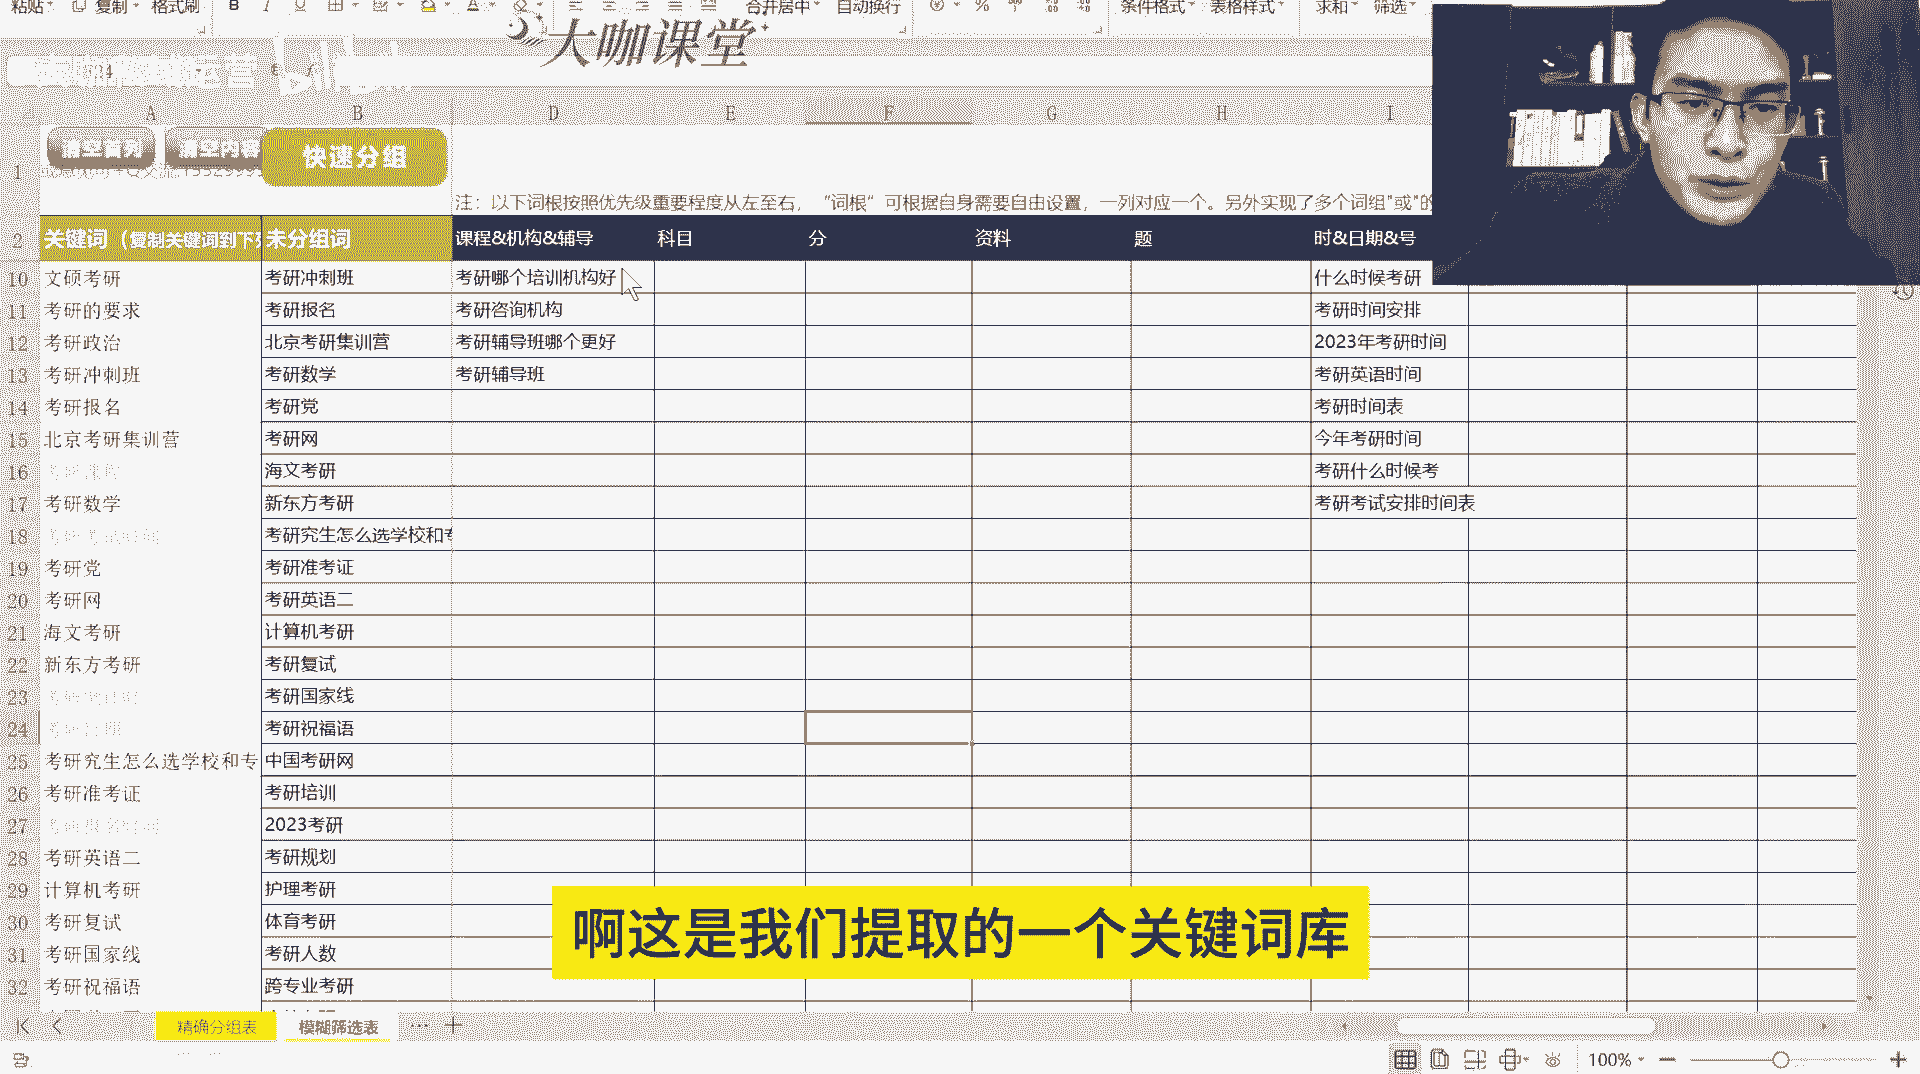 粘贴 复制 格式刷 B I U A 合并居中 自动换行 % 条件格式 表格样式 求和 筛选
大咖课堂
A B D E F G H I
清空首列 清空内容 快速分组
1
注：以下词根按照优先级重要程度从左至右，“词根”可根据自身需要自由设置，一列对应一个。另外实现了多个词组"或"的
2 关键词（复制关键词到下 未分组词 课程&机构&辅导 科目 分 资料 题 时&日期&号
10 文硕考研 考研冲刺班 考研哪个培训机构好 什么时候考研
11 考研的要求 考研报名 考研咨询机构 考研时间安排
12 考研政治 北京考研集训营 考研辅导班哪个更好 2023年考研时间
13 考研冲刺班 考研数学 考研辅导班 考研英语时间
14 考研报名 考研党 考研时间表
15 北京考研集训营 考研网 今年考研时间
16 海文考研 考研什么时候考
17 考研数学 新东方考研 考研考试安排时间表
18 考研究生怎么选学校和专
19 考研党 考研准考证
20 考研网 考研英语二
21 海文考研 计算机考研
22 新东方考研 考研复试
23 考研国家线
24 考研祝福语
25 考研究生怎么选学校和专 中国考研网
26 考研准考证 考研培训
27 2023考研
28 考研英语二 考研规划
29 计算机考研 护理考研
30 考研复试 体育考研
31 考研国家线 考研人数
32 考研祝福语 跨专业考研
啊这是我们提取的一个关键词库
精确分组表 模糊筛选表 ··· +
100%